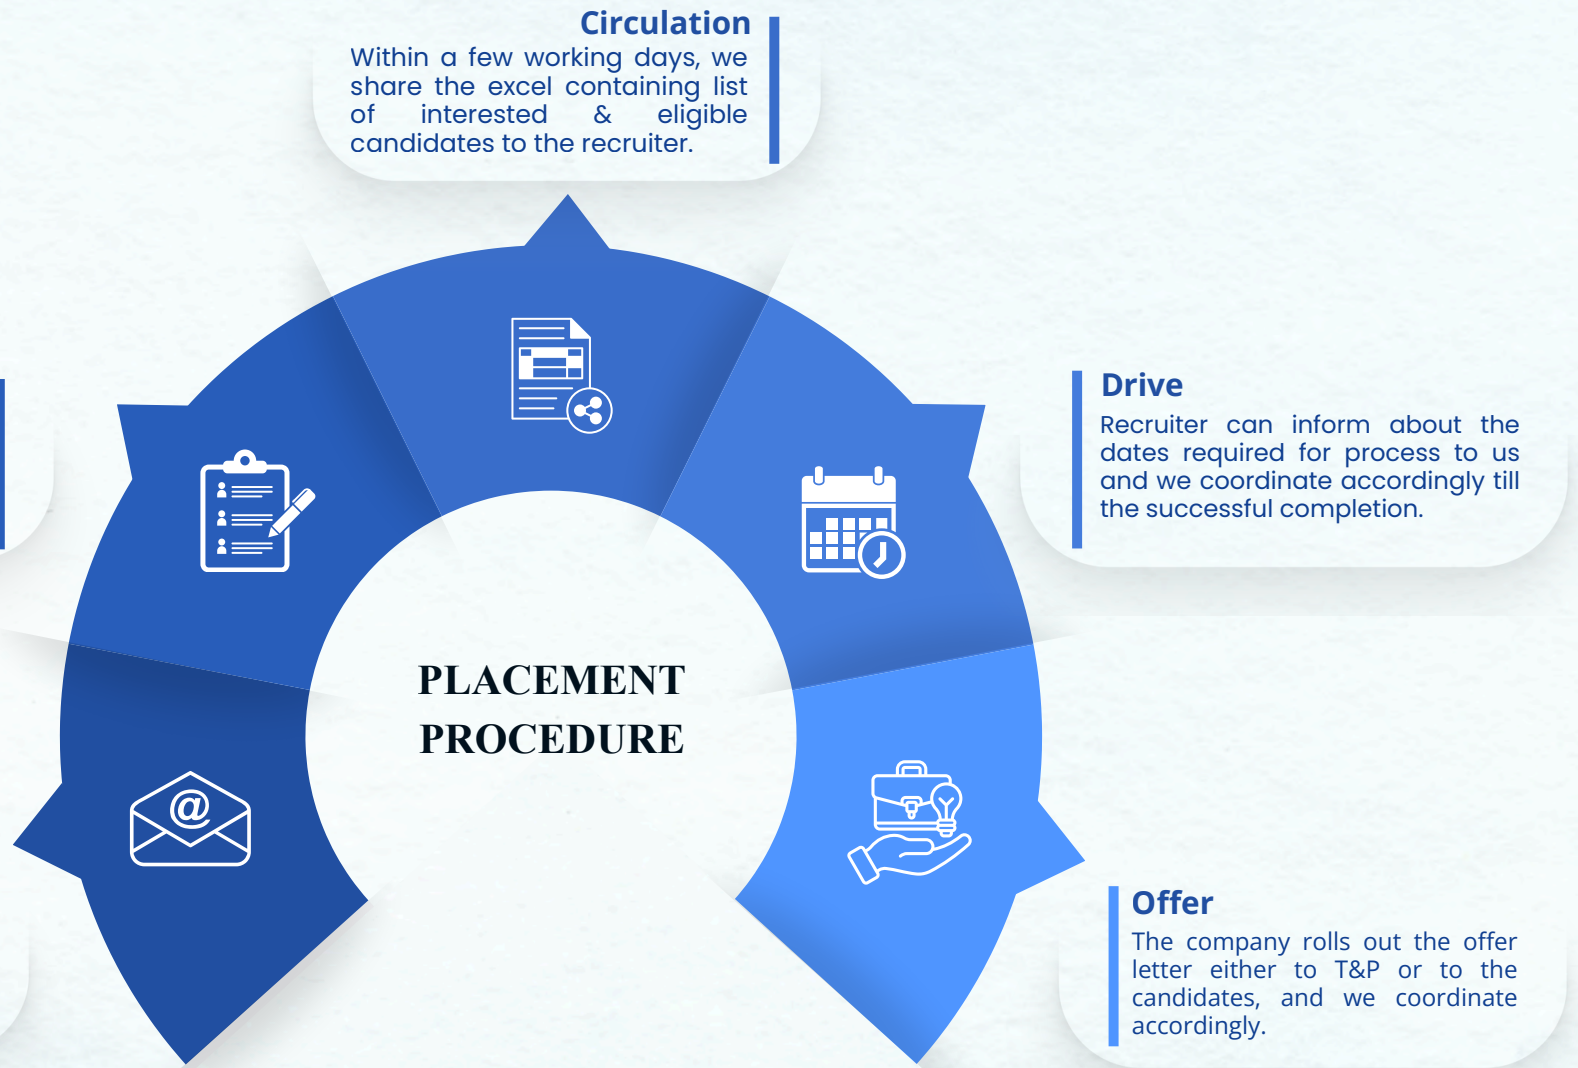 Circulation
Within a few working days, we
share the excel containing list
of interested & eligible
candidates to the recruiter.
Drive
Recruiter can inform about the
dates required for process to us
and we coordinate accordingly till
the successful completion.
PLACEMENT
PROCEDURE
@
Offer
The company rolls out the offer
letter either to T&P or to the
candidates, and we coordinate
accordingly.